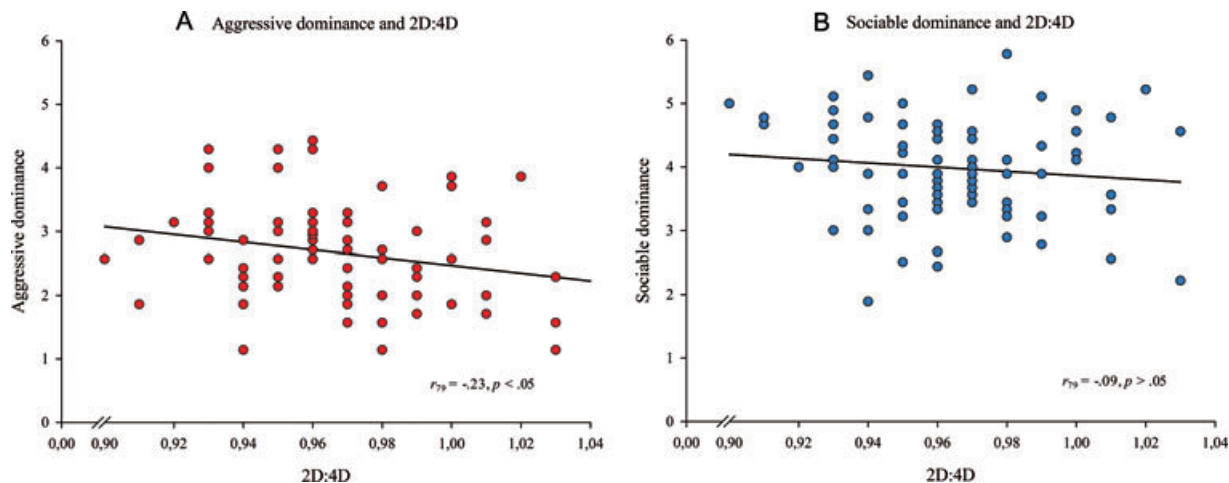 A Aggressive dominance and 2D:4D
6
5
4
3
2
1
0
Aggressive dominance
0,00 0,90 0,92 0,94 0,96 0,98 1,00 1,02 1,04
2D:4D
r79 = -.23, p < .05
B Sociable dominance and 2D:4D
6
5
4
3
2
1
0
Sociable dominance
0,00 0,90 0,92 0,94 0,96 0,98 1,00 1,02 1,04
2D:4D
r79 = -.09, p > .05